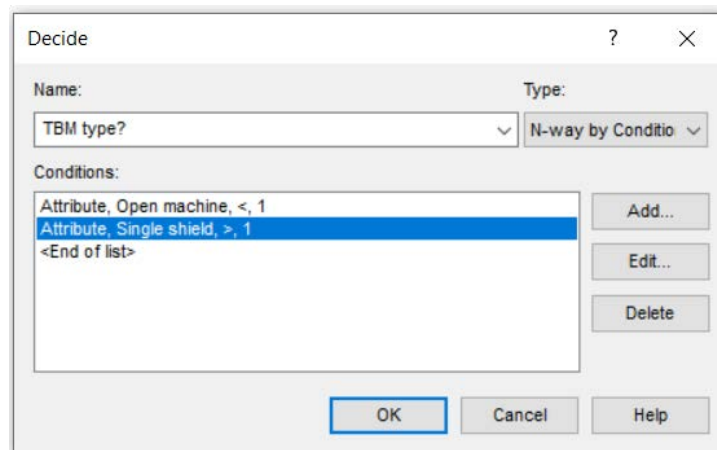 Decide ?
Name: Type:
TBM type? N-way by Conditio
Conditions:
Attribute, Open machine, <, 1
Attribute, Single shield, >, 1
<End of list>
Add...
Edit...
Delete
OK Cancel Help